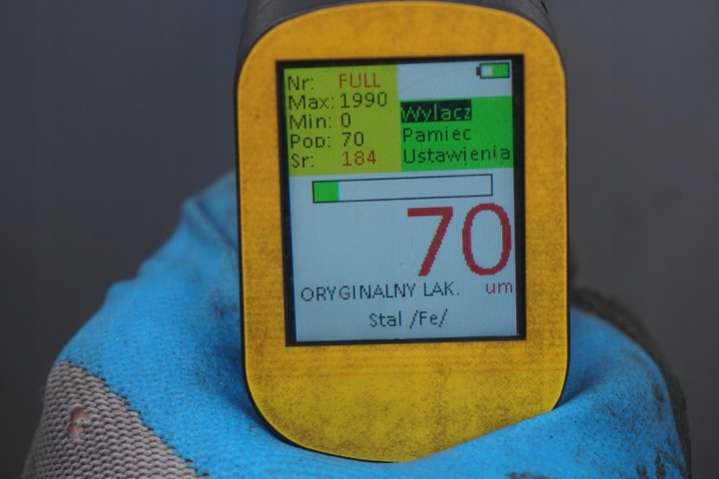 Nr: FULL
Max: 1990
Min: 0
Pop: 70
Sr: 184
Wylacz
Pamiec
Ustawienia
70
um
ORYGINALNY LAK.
Stal /Fe/